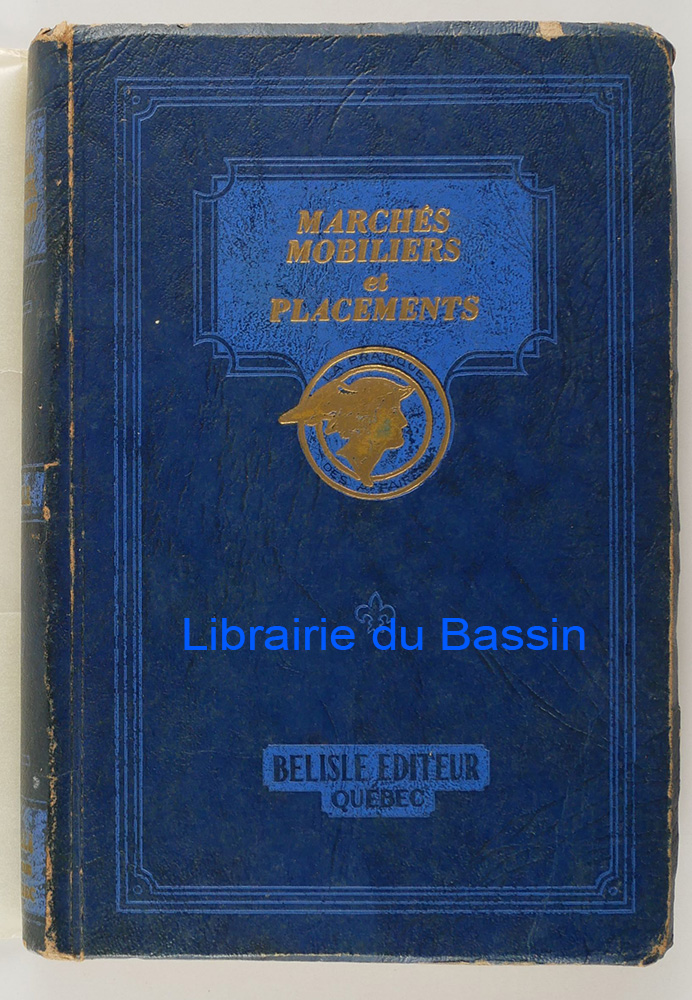 MARCHÉS
MOBILIERS
et
PLACEMENTS
LA PRATIQUE
DES AFFAIRES
Librairie du Bassin
BELISLE EDITEUR
QUÉBEC